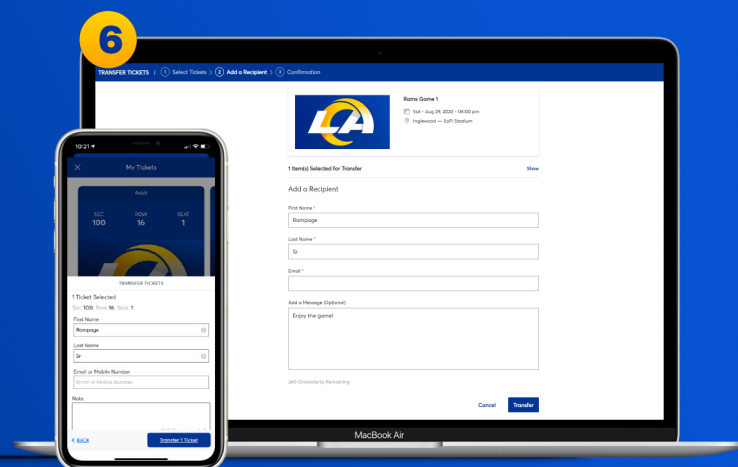 6
TRANSFER TICKETS | 1 Select Tickets > 2 Add a Recipient > 3 Confirmation
LA
Rams Game 1
Sat - Aug 29, 2020 - 06:00 pm
Inglewood — SoFi Stadium
1 Item(s) Selected for Transfer
Show
Add a Recipient
First Name *
Rampage
Last Name *
Sr
Email *
Add a Message (Optional)
Enjoy the game!
240 Character(s) Remaining
Cancel
Transfer
MacBook Air
10:21
My Tickets
Adult
SEC ROW SEAT
100 16 1
TRANSFER TICKETS
1 Ticket Selected
Sec 100 Row 16, Seat 1
First Name
Rampage
Last Name
Sr
Email or Mobile Number
Email or Mobile Number
Note
< BACK
Transfer 1 Ticket